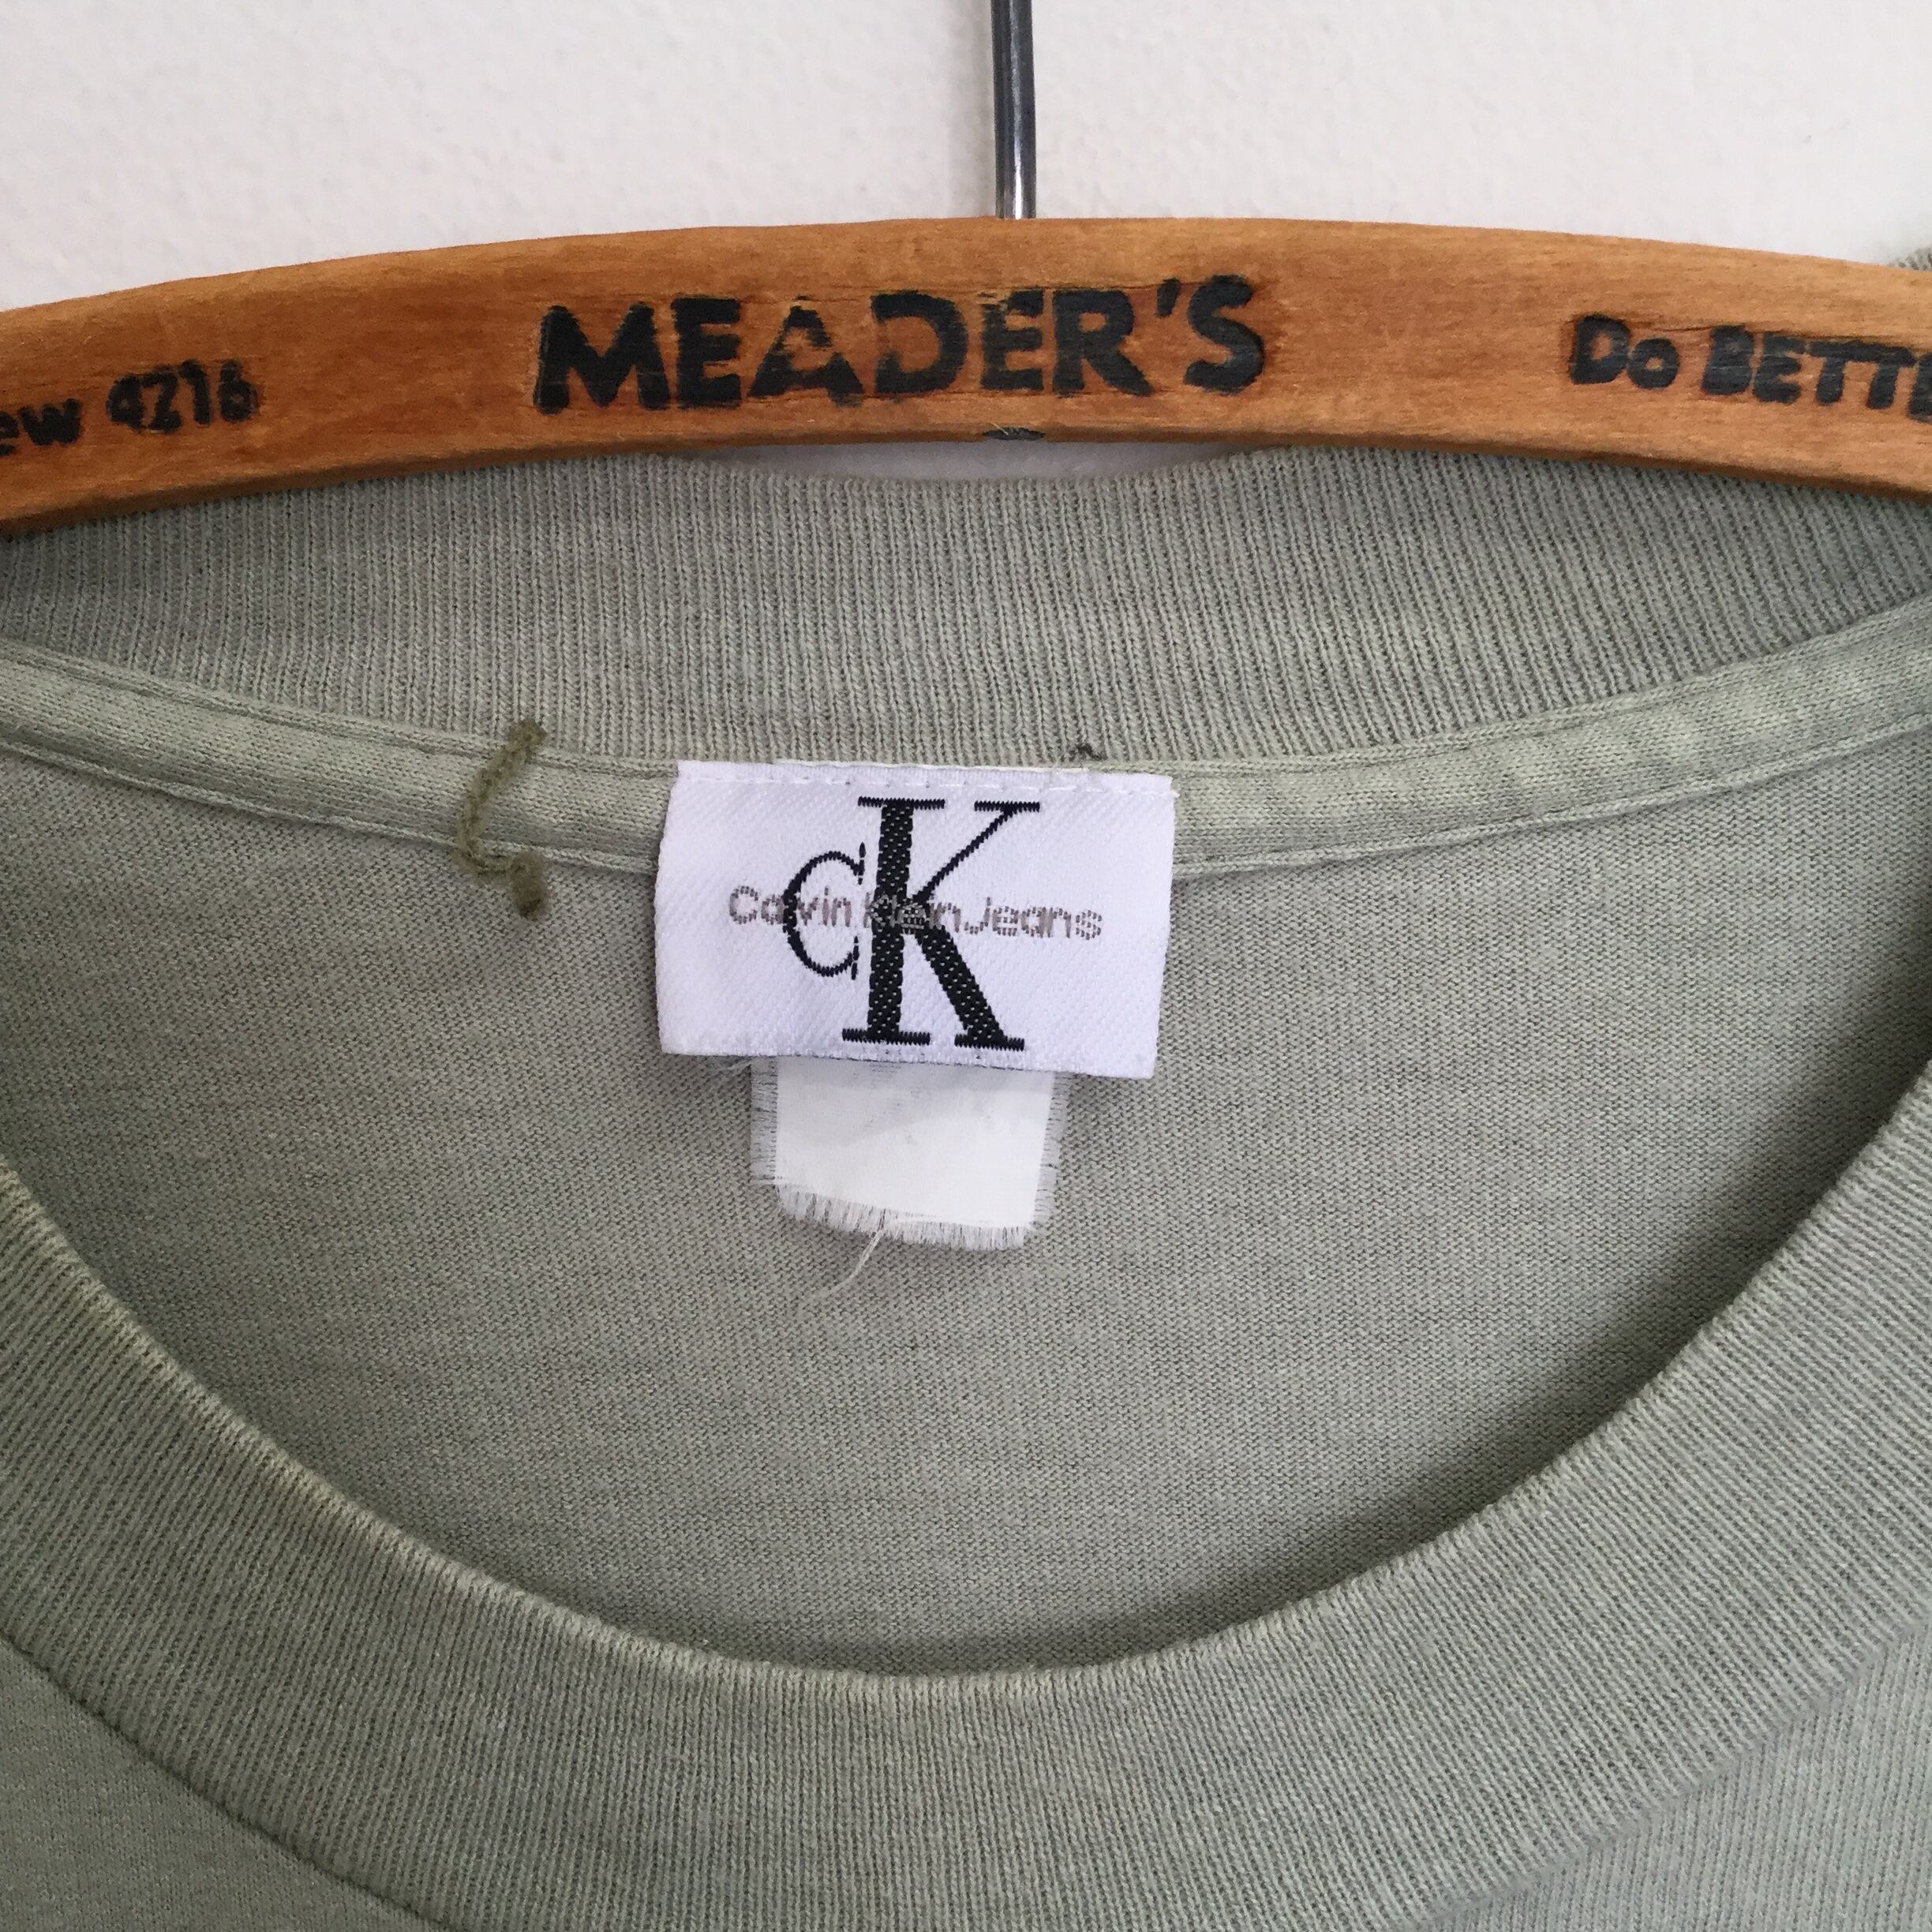 ew 4216 MEADER'S Do BETTE
CK
Calvin Klein Jeans